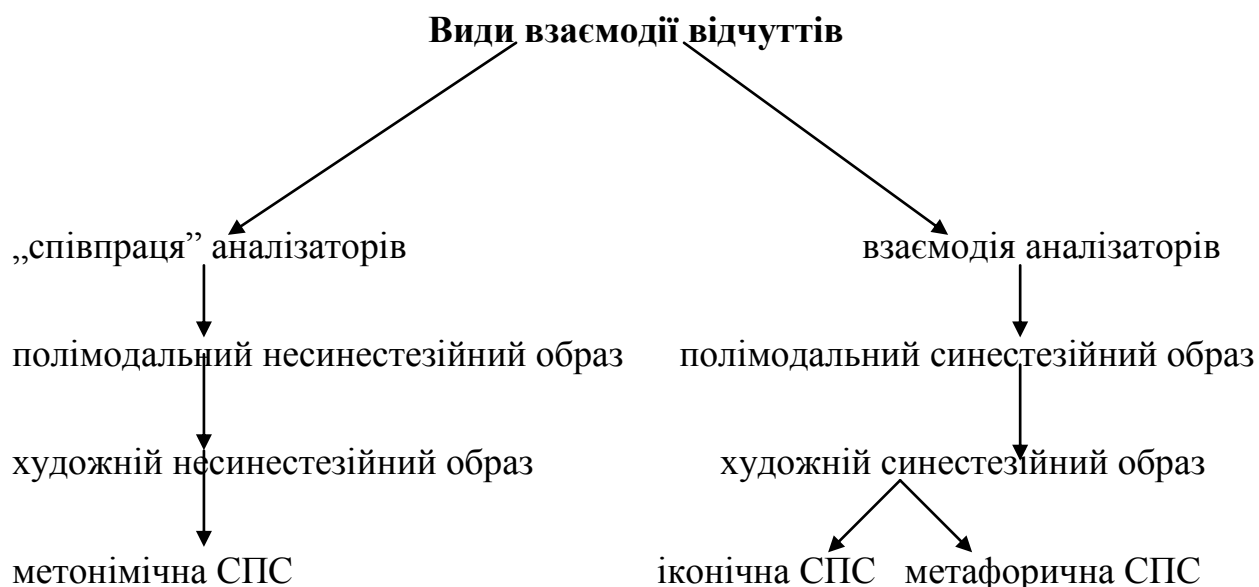 Види взаємодії відчуттів
„співпраця” аналізаторів взаємодія аналізаторів
полімодальний несинестезійний образ полімодальний синестезійний образ
художній несинестезійний образ художній синестезійний образ
метонімічна СПС іконічна СПС метафорична СПС